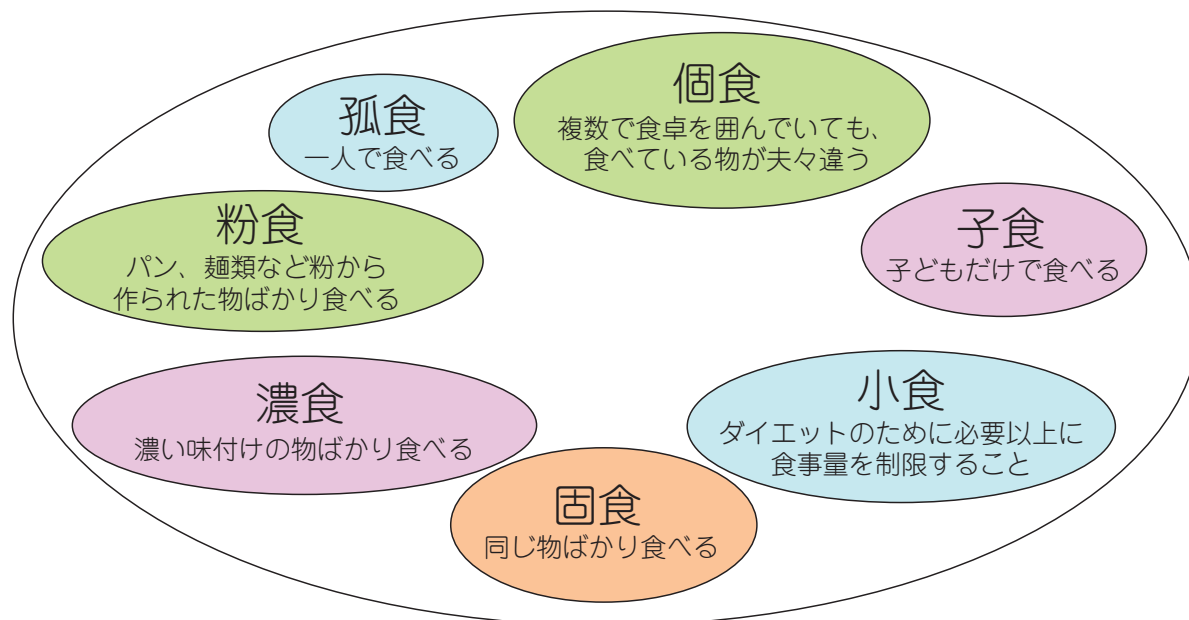 孤食
一人で食べる
個食
複数で食卓を囲んでいても、
食べている物が夫々違う
粉食
パン、麺類など粉から
作られた物ばかり食べる
子食
子どもだけで食べる
濃食
濃い味付けの物ばかり食べる
小食
ダイエットのために必要以上に
食事量を制限すること
固食
同じ物ばかり食べる